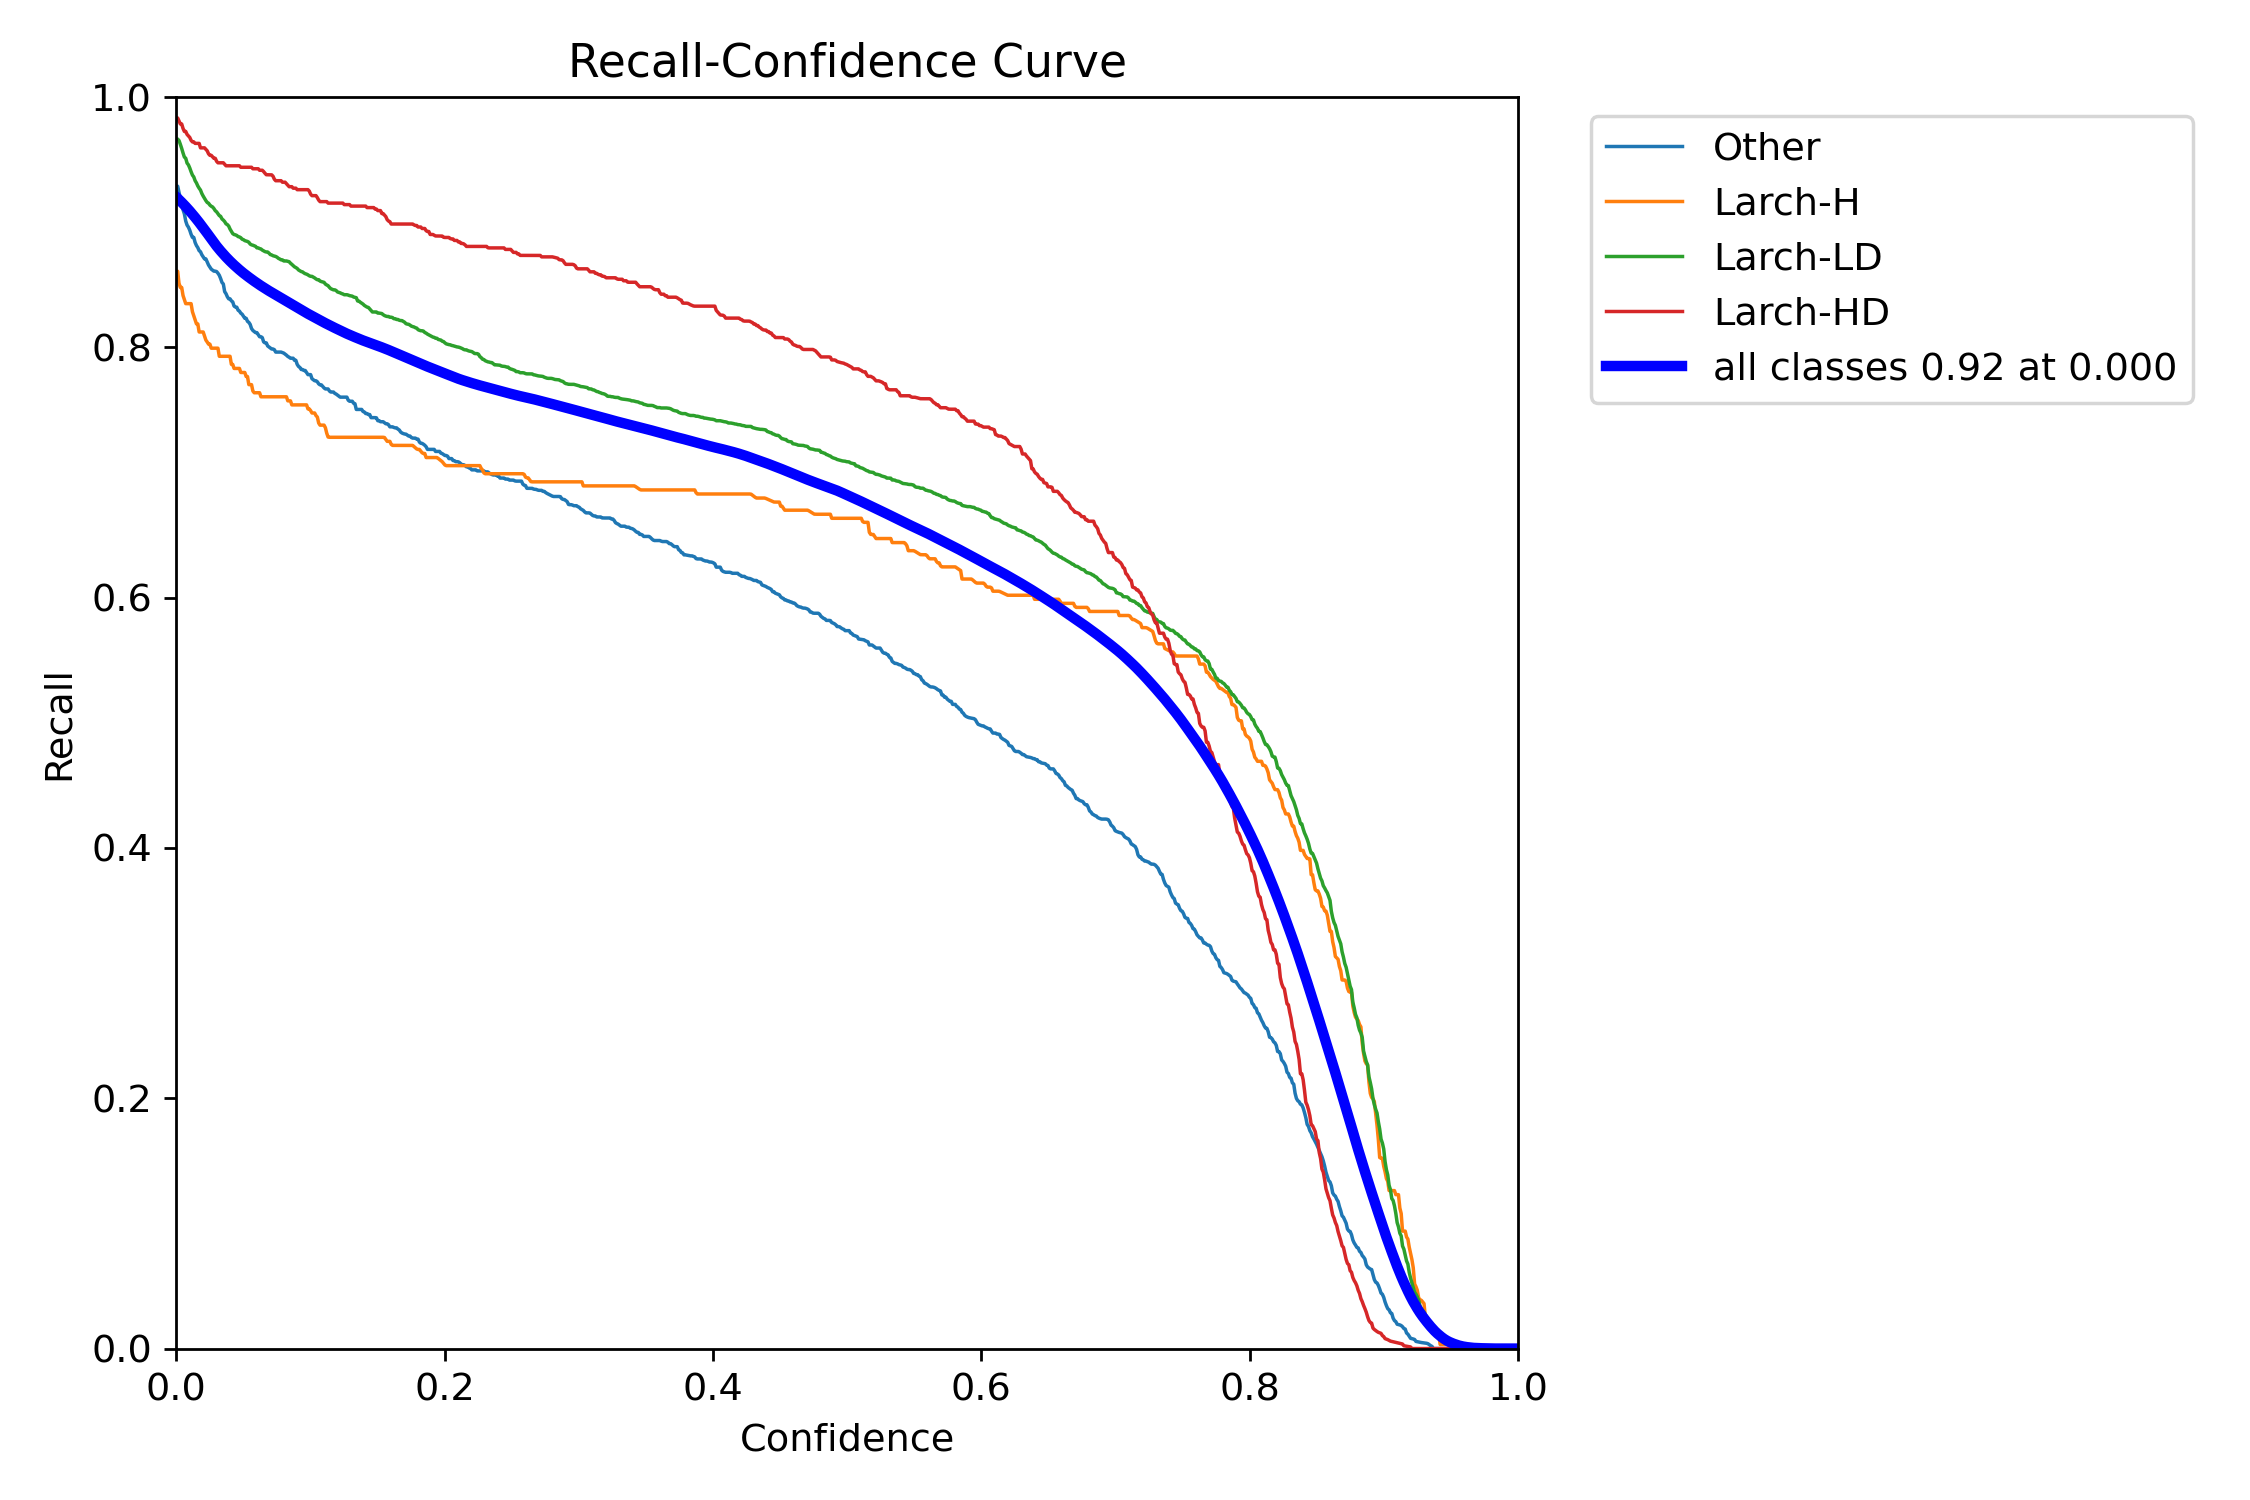 Recall-Confidence Curve
1.0
0.8
0.6
0.4
0.2
0.0
Recall
0.0 0.2 0.4 0.6 0.8 1.0
Confidence
Other
Larch-H
Larch-LD
Larch-HD
all classes 0.92 at 0.000